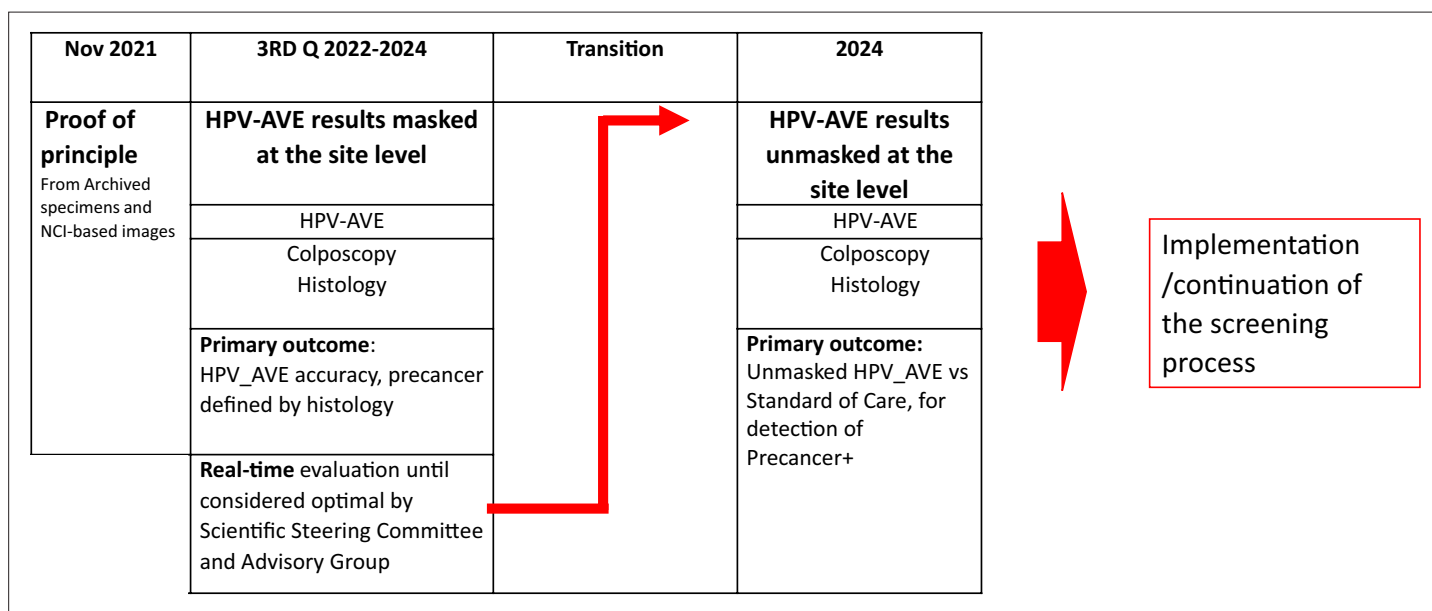 Nov 2021
3RD Q 2022-2024
Transition
2024
Proof of
principle
From Archived
specimens and
NCI-based images
HPV-AVE results masked
at the site level
HPV-AVE
Colposcopy
Histology
Primary outcome:
HPV_AVE accuracy, precancer
defined by histology
Real-time evaluation until
considered optimal by
Scientific Steering Committee
and Advisory Group
HPV-AVE results
unmasked at the
site level
HPV-AVE
Colposcopy
Histology
Primary outcome:
Unmasked HPV_AVE vs
Standard of Care, for
detection of
Precancer+
Implementation
/continuation of
the screening
process